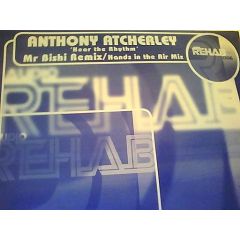 ANTHONY ATCHERLEY
'Hear the Rhythm'
Mr Bishi Remix/Hands in the Air Mix
REHAB
REHAB
REHAB